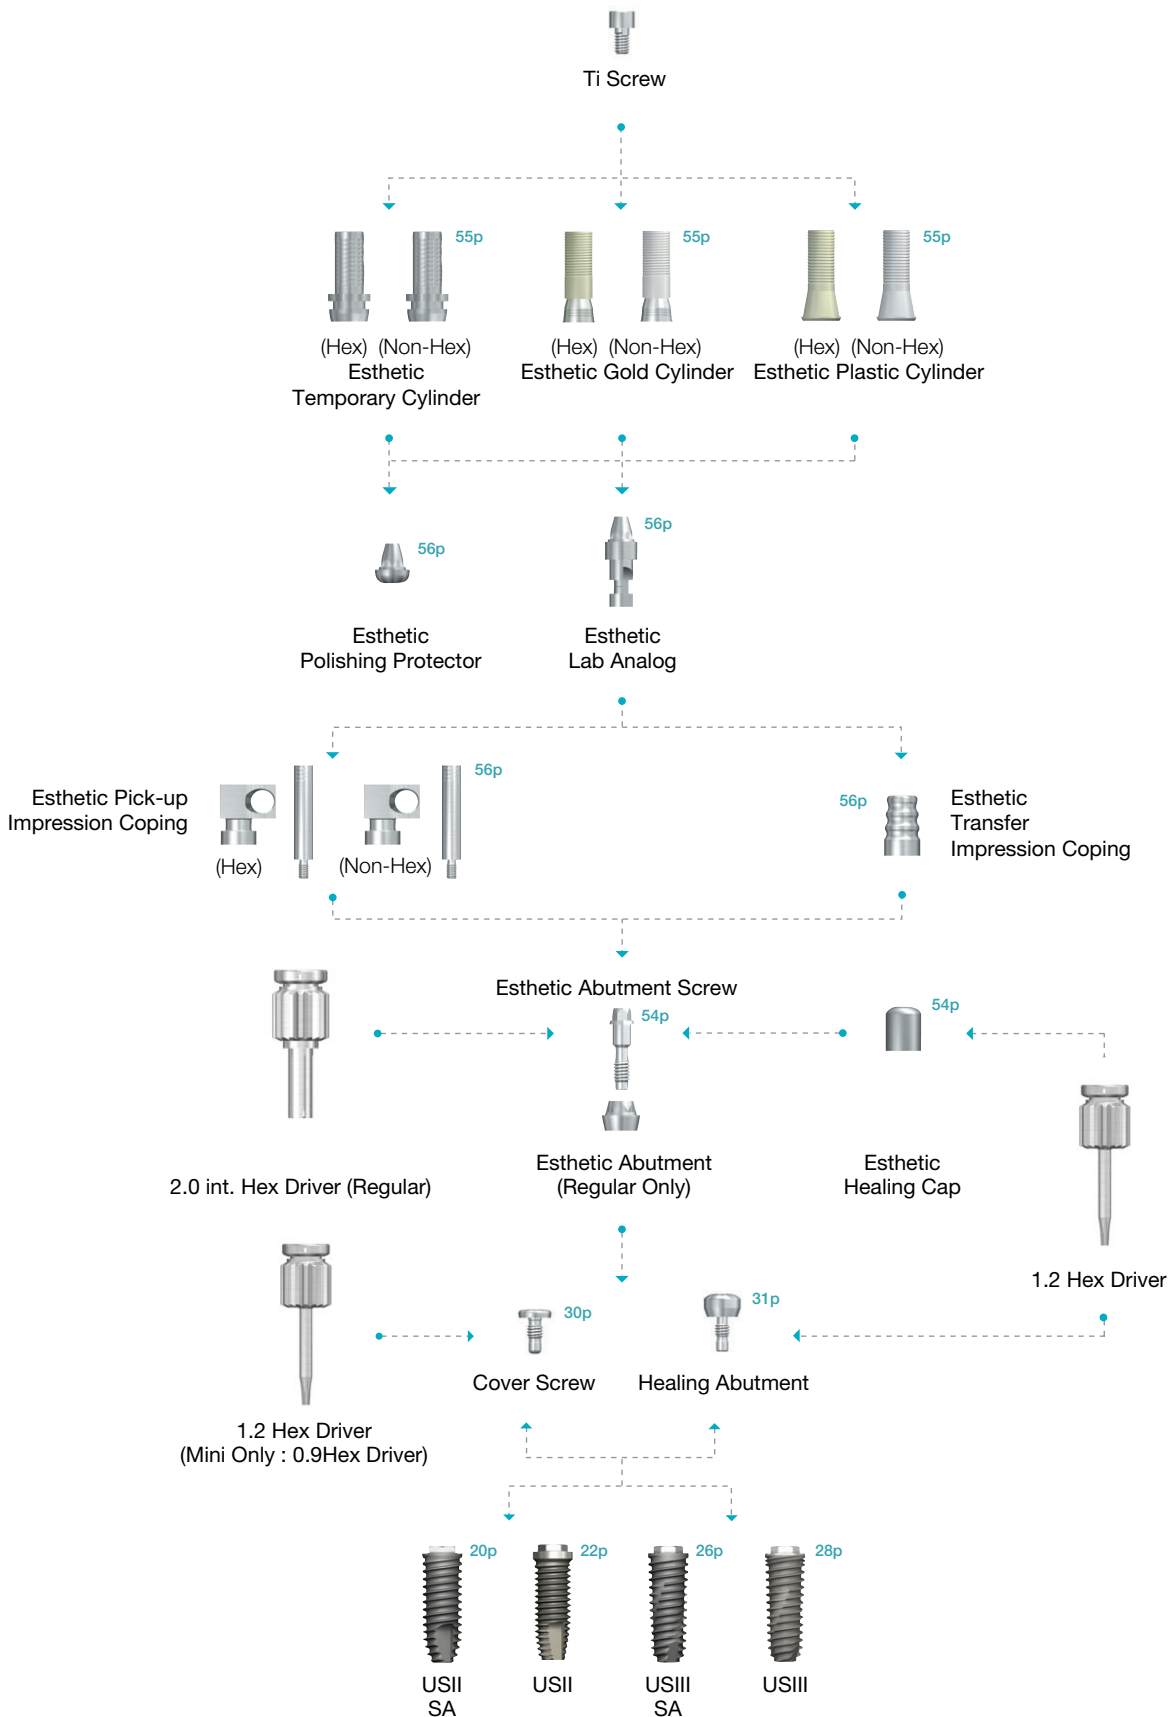 Ti Screw
55p
55p
55p
(Hex) (Non-Hex)
Esthetic
Temporary Cylinder
(Hex) (Non-Hex)
Esthetic Gold Cylinder
(Hex) (Non-Hex)
Esthetic Plastic Cylinder
56p
56p
Esthetic
Polishing Protector
Esthetic
Lab Analog
Esthetic Pick-up
Impression Coping
(Hex)
(Non-Hex)
56p
56p
Esthetic
Transfer
Impression Coping
Esthetic Abutment Screw
54p
54p
2.0 int. Hex Driver (Regular)
Esthetic Abutment
(Regular Only)
Esthetic
Healing Cap
1.2 Hex Driver
30p
31p
Cover Screw
Healing Abutment
1.2 Hex Driver
(Mini Only : 0.9Hex Driver)
20p
22p
26p
28p
USII
SA
USII
USIII
SA
USIII